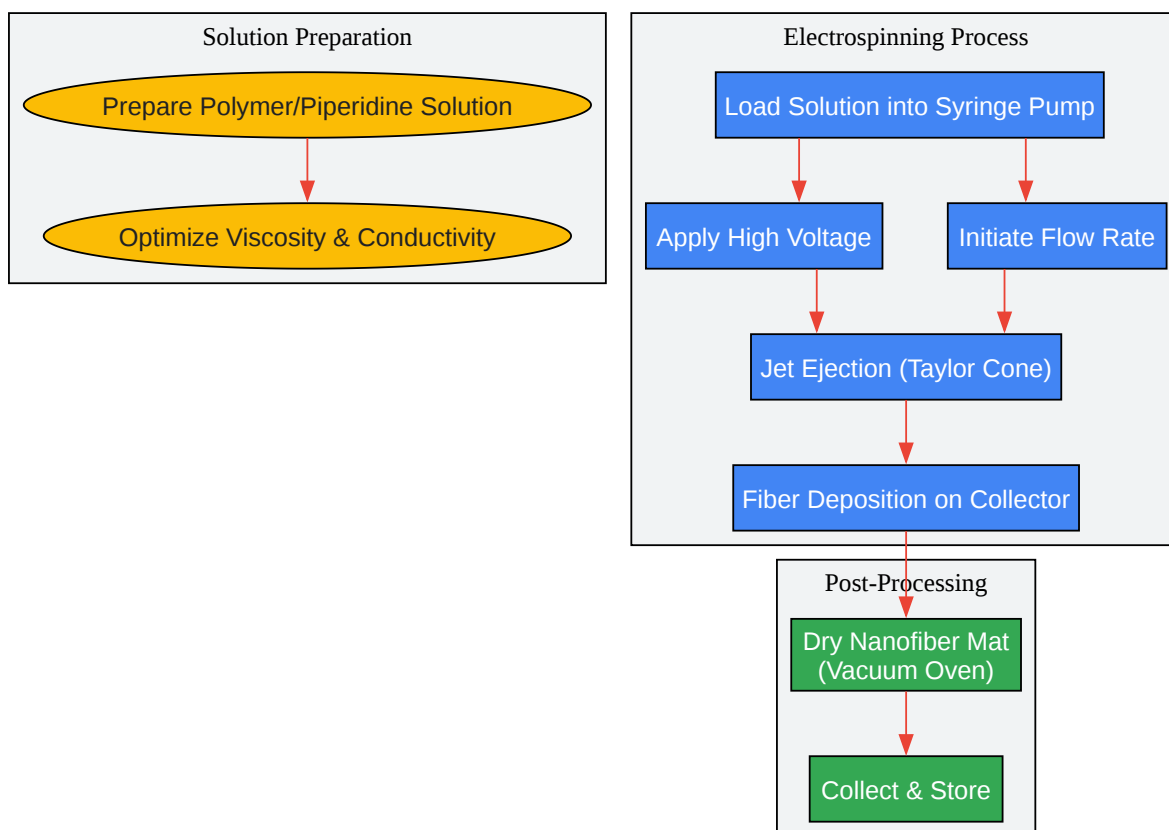 Solution Preparation
Prepare Polymer/Piperidine Solution
Optimize Viscosity & Conductivity
Electrospinning Process
Load Solution into Syringe Pump
Apply High Voltage
Initiate Flow Rate
Jet Ejection (Taylor Cone)
Fiber Deposition on Collector
Post-Processing
Dry Nanofiber Mat
(Vacuum Oven)
Collect & Store